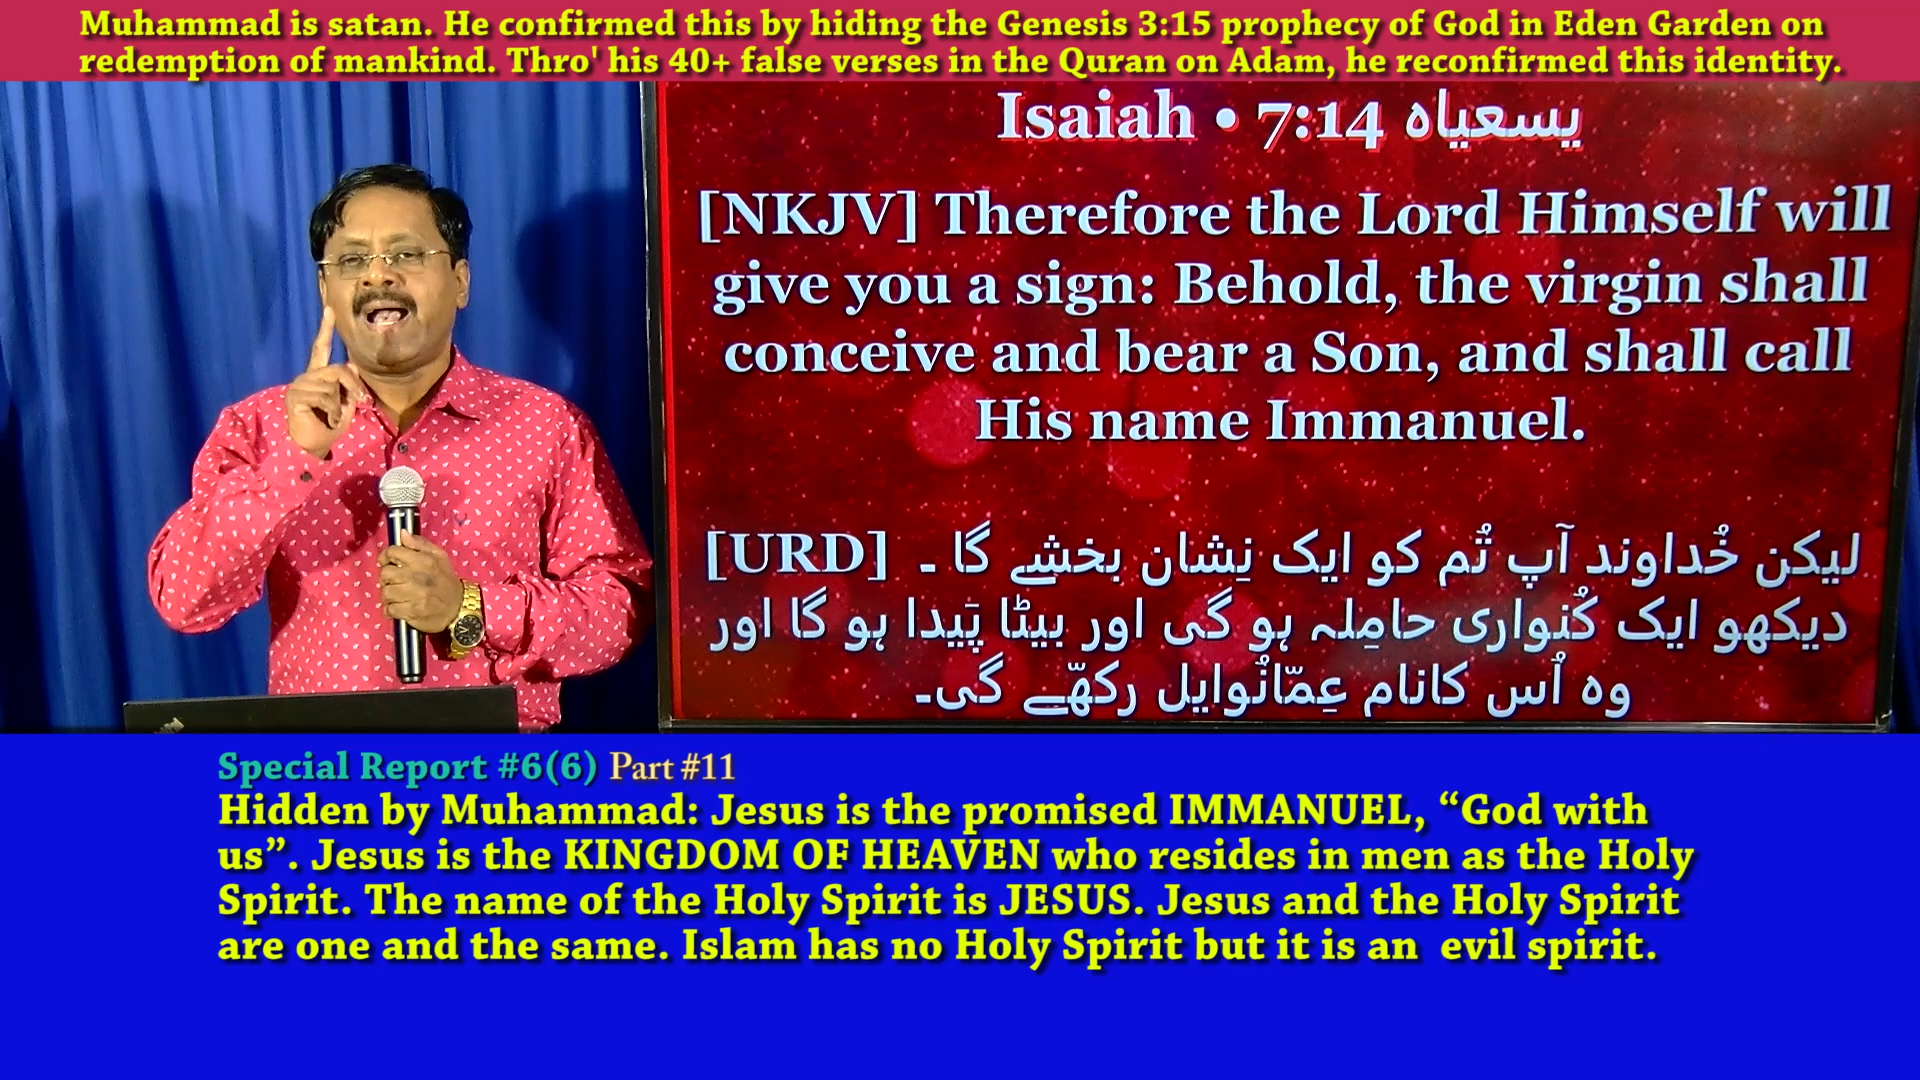 Muhammad is satan. He confirmed this by hiding the Genesis 3:15 prophecy of God in Eden Garden on
redemption of mankind. Thro' his 40+ false verses in the Quran on Adam, he reconfirmed this identity.
Isaiah • 7:14 یسعیاہ
[NKJV] Therefore the Lord Himself will
give you a sign: Behold, the virgin shall
conceive and bear a Son, and shall call
His name Immanuel.
[URD] لیکن خُداوند آپ تُم کو ایک نِشان بخشے گا ۔
دیکھو ایک کُنواری حامِلہ ہو گی اور بیٹا پَیدا ہو گا اور
وہ اُس کانام عِمّانُوایل رکھّے گی۔
Special Report #6(6) Part #11
Hidden by Muhammad: Jesus is the promised IMMANUEL, “God with
us”. Jesus is the KINGDOM OF HEAVEN who resides in men as the Holy
Spirit. The name of the Holy Spirit is JESUS. Jesus and the Holy Spirit
are one and the same. Islam has no Holy Spirit but it is an  evil spirit.